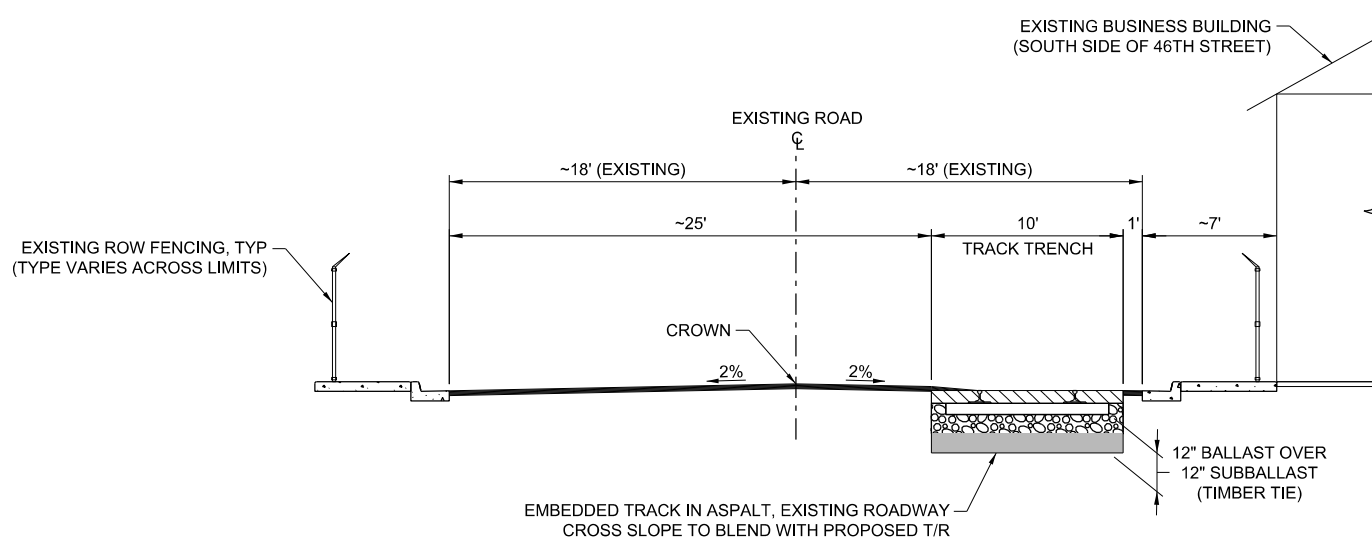 EXISTING BUSINESS BUILDING
(SOUTH SIDE OF 46TH STREET)
EXISTING ROAD
℄
~18' (EXISTING)
~18' (EXISTING)
~25'
10'
1'
~7'
TRACK TRENCH
EXISTING ROW FENCING, TYP
(TYPE VARIES ACROSS LIMITS)
CROWN
2%
2%
12" BALLAST OVER
12" SUBBALLAST
(TIMBER TIE)
EMBEDDED TRACK IN ASPALT, EXISTING ROADWAY
CROSS SLOPE TO BLEND WITH PROPOSED T/R